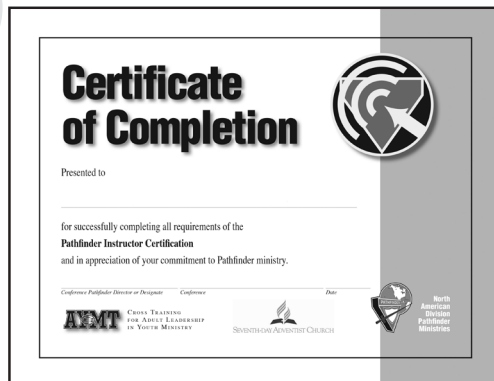 Certificate
of Completion
Presented to
for successfully completing all requirements of the
Pathfinder Instructor Certification
and in appreciation of your commitment to Pathfinder ministry.
Conference Pathfinder Director or Designate Conference Date
AYMT
Cross Training
for Adult Leadership
in Youth Ministry
Seventh-day Adventist Church
North
American
Division
Pathfinder
Ministries